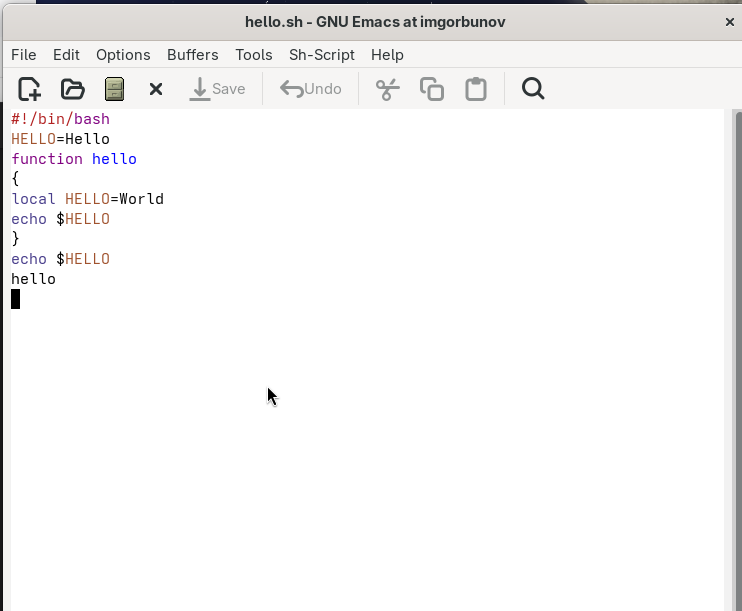 hello.sh - GNU Emacs at imgorbunov
File Edit Options Buffers Tools Sh-Script Help
Save Undo
#!/bin/bash
HELLO=Hello
function hello
{
local HELLO=World
echo $HELLO
}
echo $HELLO
hello